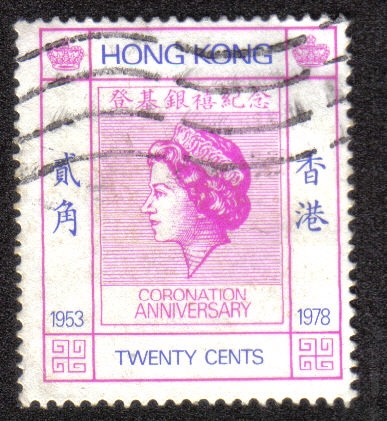 HONG KONG
登基銀禧紀念
貳角
香港
CORONATION
ANNIVERSARY
1953
1978
TWENTY CENTS